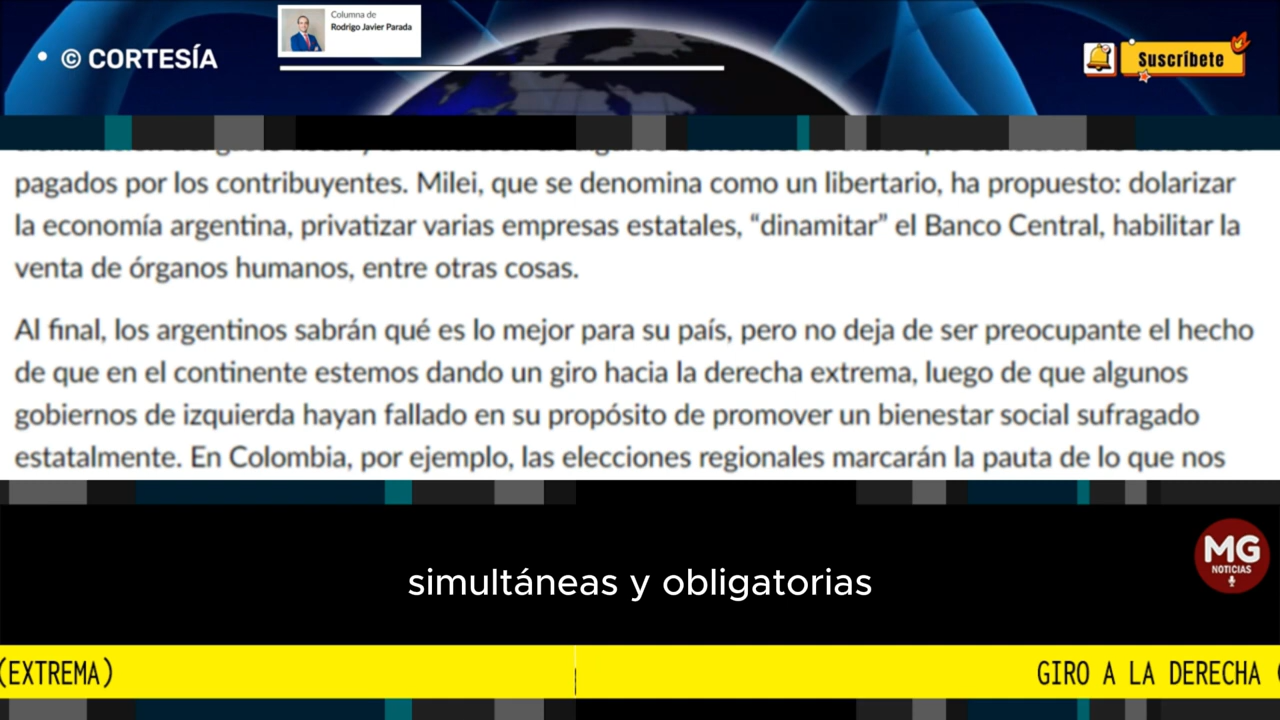 Columna de
Rodrigo Javier Parada
• © CORTESÍA
Suscríbete
pagados por los contribuyentes. Milei, que se denomina como un libertario, ha propuesto: dolarizar
la economía argentina, privatizar varias empresas estatales, “dinamitar” el Banco Central, habilitar la
venta de órganos humanos, entre otras cosas.
Al final, los argentinos sabrán qué es lo mejor para su país, pero no deja de ser preocupante el hecho
de que en el continente estemos dando un giro hacia la derecha extrema, luego de que algunos
gobiernos de izquierda hayan fallado en su propósito de promover un bienestar social sufragado
estatalmente. En Colombia, por ejemplo, las elecciones regionales marcarán la pauta de lo que nos
MG
NOTICIAS
simultáneas y obligatorias
(EXTREMA)
GIRO A LA DERECHA (